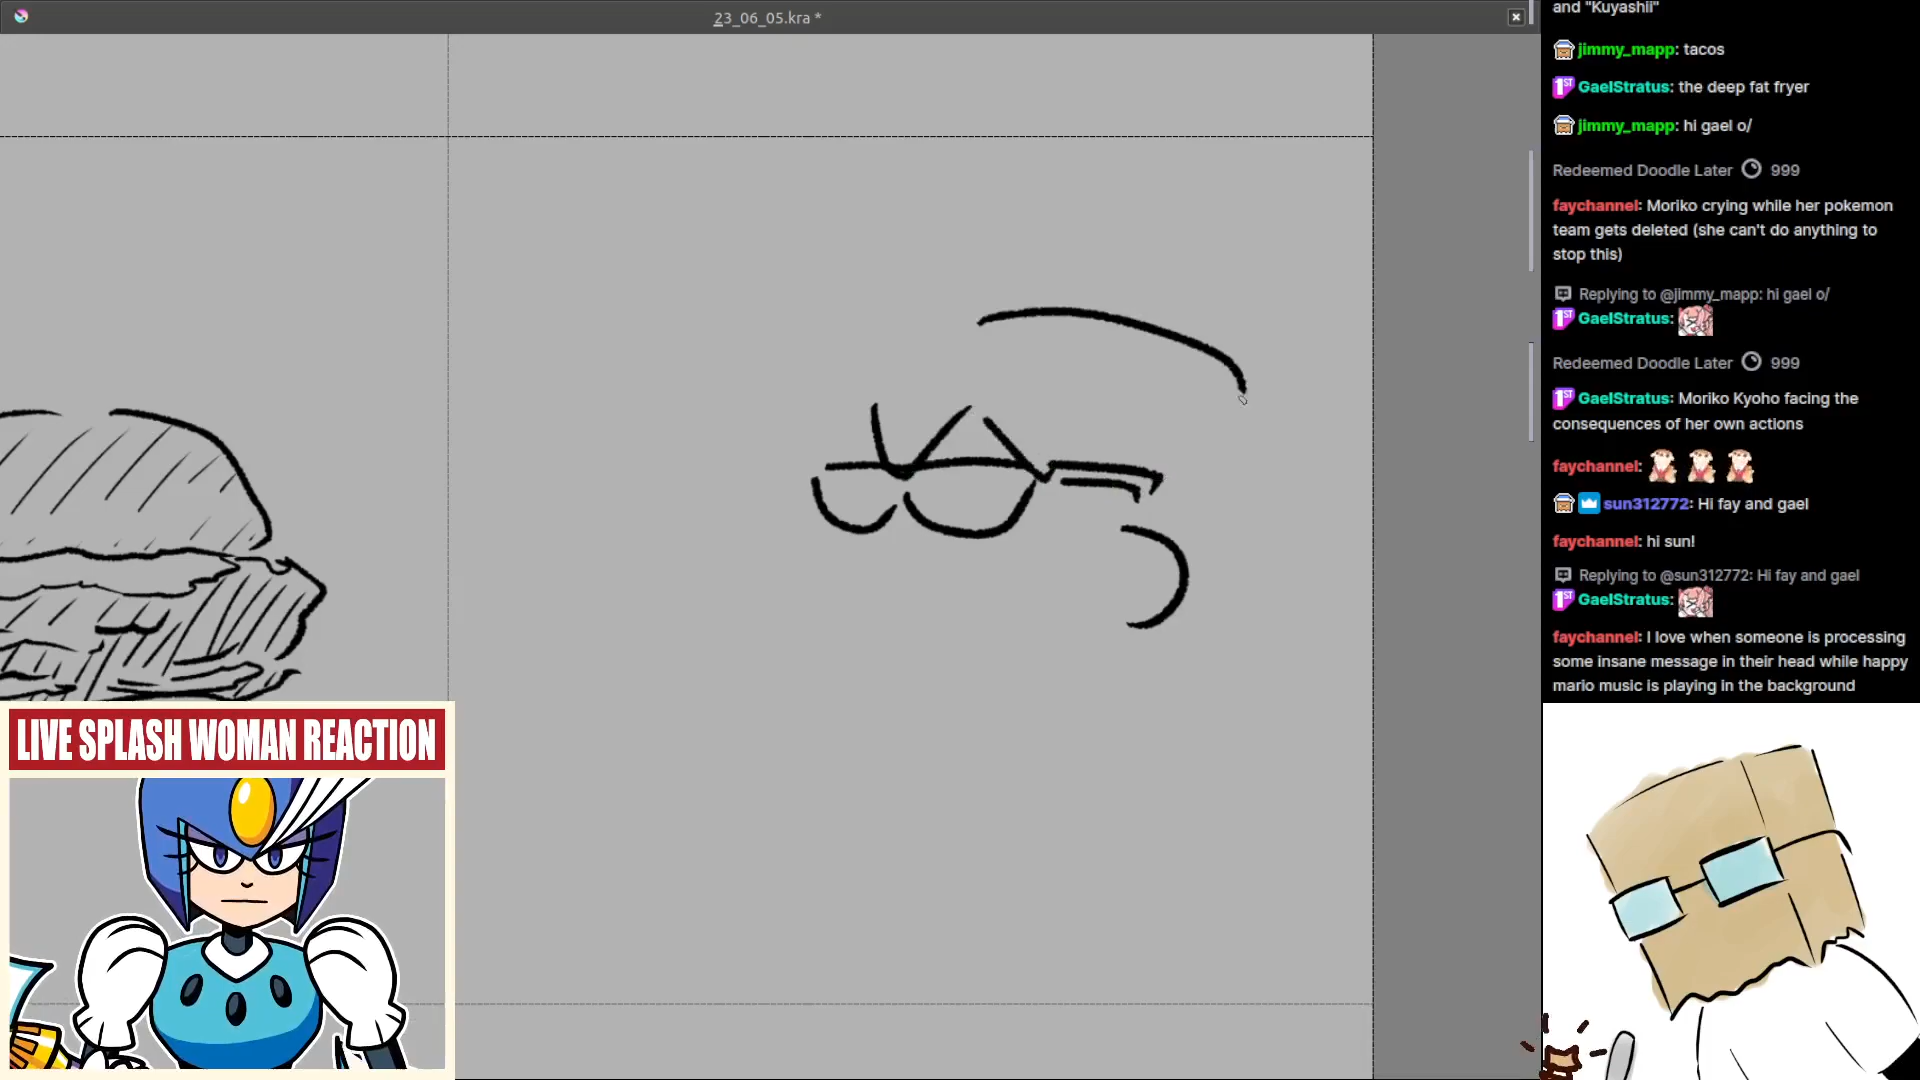 23_06_05.kra *
and "Kuyashii"
jimmy_mapp: tacos
1ST GaelStratus: the deep fat fryer
jimmy_mapp: hi gael o/
Redeemed Doodle Later 999
faychannel: Moriko crying while her pokemon
team gets deleted (she can't do anything to
stop this)
Replying to @jimmy_mapp: hi gael o/
1ST GaelStratus:
Redeemed Doodle Later 999
1ST GaelStratus: Moriko Kyoho facing the
consequences of her own actions
faychannel:
sun312772: Hi fay and gael
faychannel: hi sun!
Replying to @sun312772: Hi fay and gael
1ST GaelStratus:
faychannel: I love when someone is processing
some insane message in their head while happy
mario music is playing in the background
LIVE SPLASH WOMAN REACTION